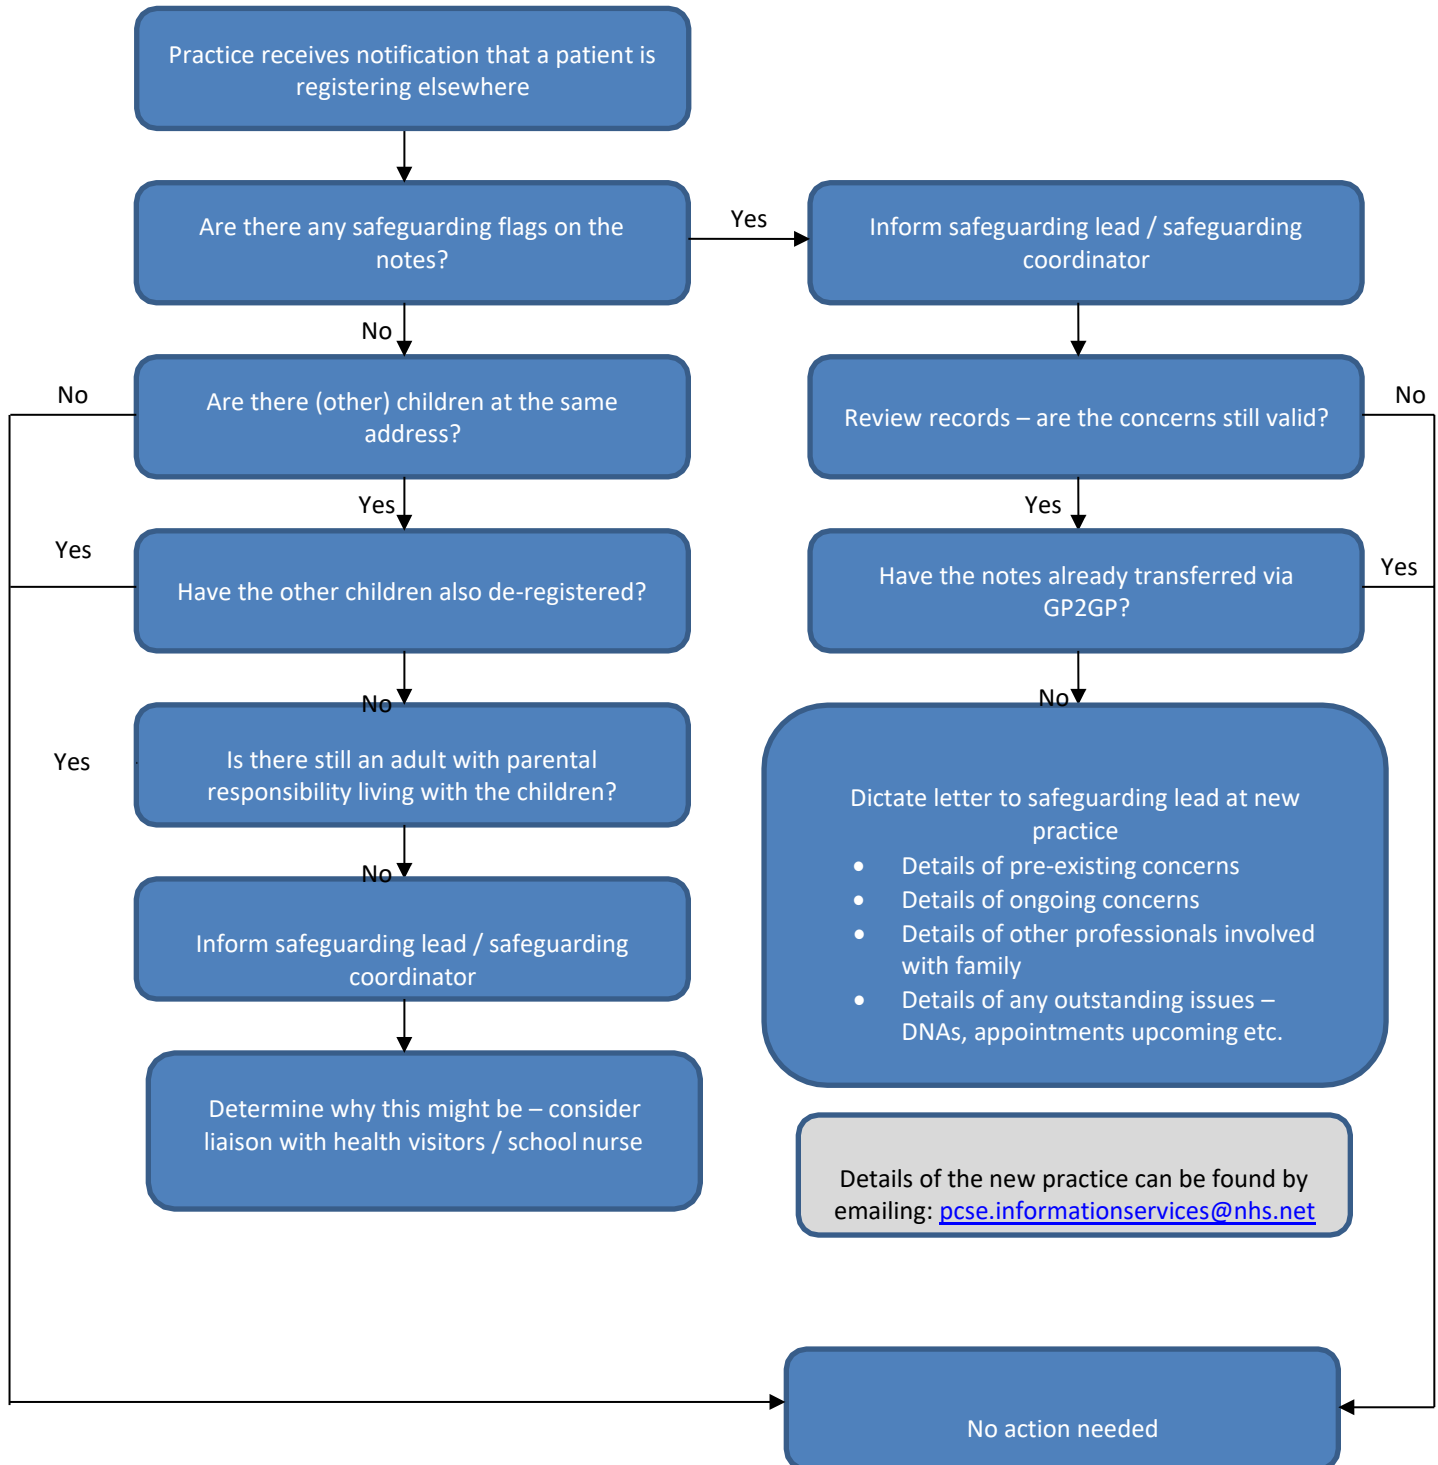 Practice receives notification that a patient is
registering elsewhere
Are there any safeguarding flags on the
notes?
Yes
Inform safeguarding lead / safeguarding
coordinator
No
No
Are there (other) children at the same
address?
Review records – are the concerns still valid?
No
Yes
Yes
Yes
Have the other children also de-registered?
Have the notes already transferred via
GP2GP?
Yes
No
No
Yes
Is there still an adult with parental
responsibility living with the children?
Dictate letter to safeguarding lead at new
practice
• Details of pre-existing concerns
• Details of ongoing concerns
• Details of other professionals involved
with family
• Details of any outstanding issues –
DNAs, appointments upcoming etc.
No
Inform safeguarding lead / safeguarding
coordinator
Determine why this might be – consider
liaison with health visitors / school nurse
Details of the new practice can be found by
emailing: pcse.informationservices@nhs.net
No action needed